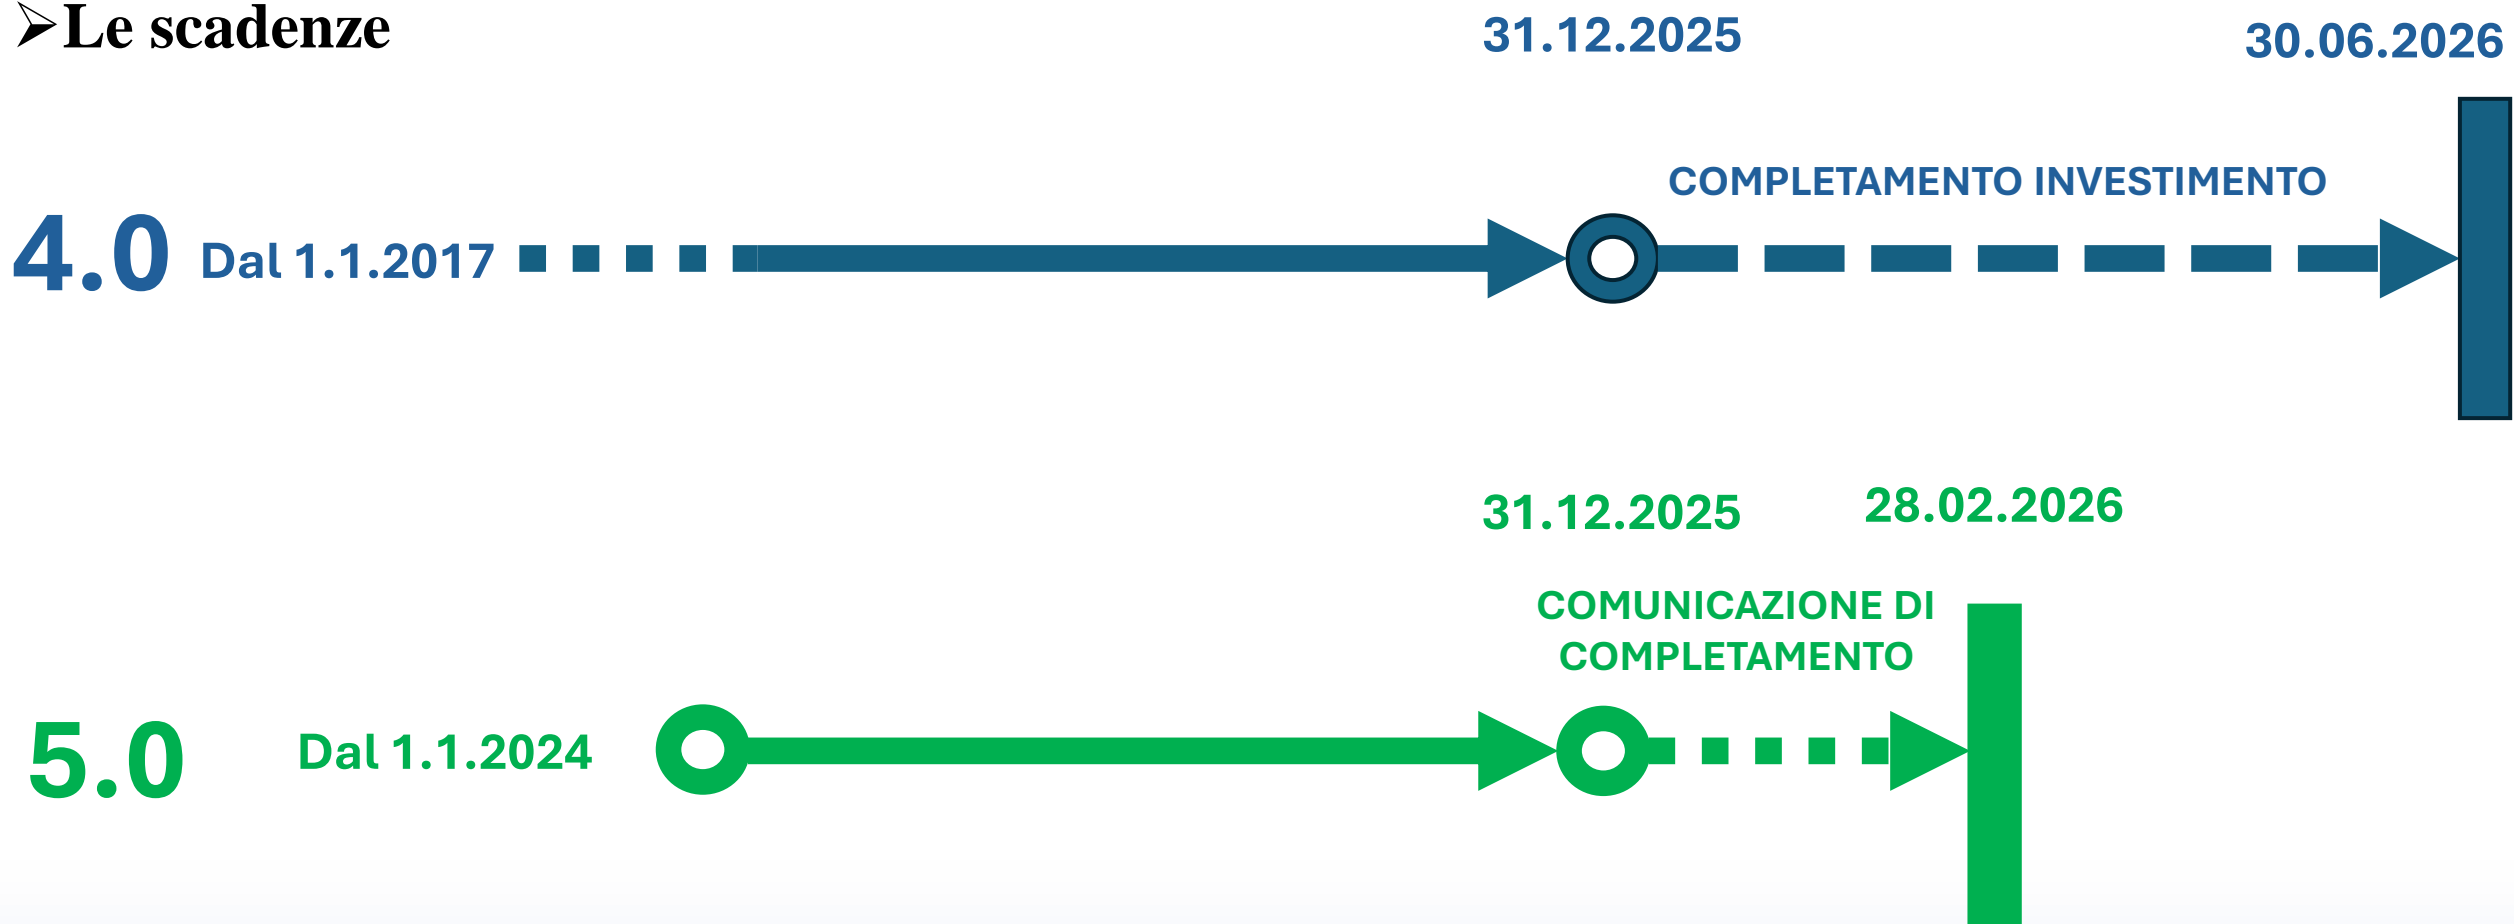 ➢Le scadenze
31.12.2025
30.06.2026
COMPLETAMENTO INVESTIMENTO
4.0 Dal 1.1.2017
31.12.2025
28.02.2026
COMUNICAZIONE DI
COMPLETAMENTO
5.0 Dal 1.1.2024